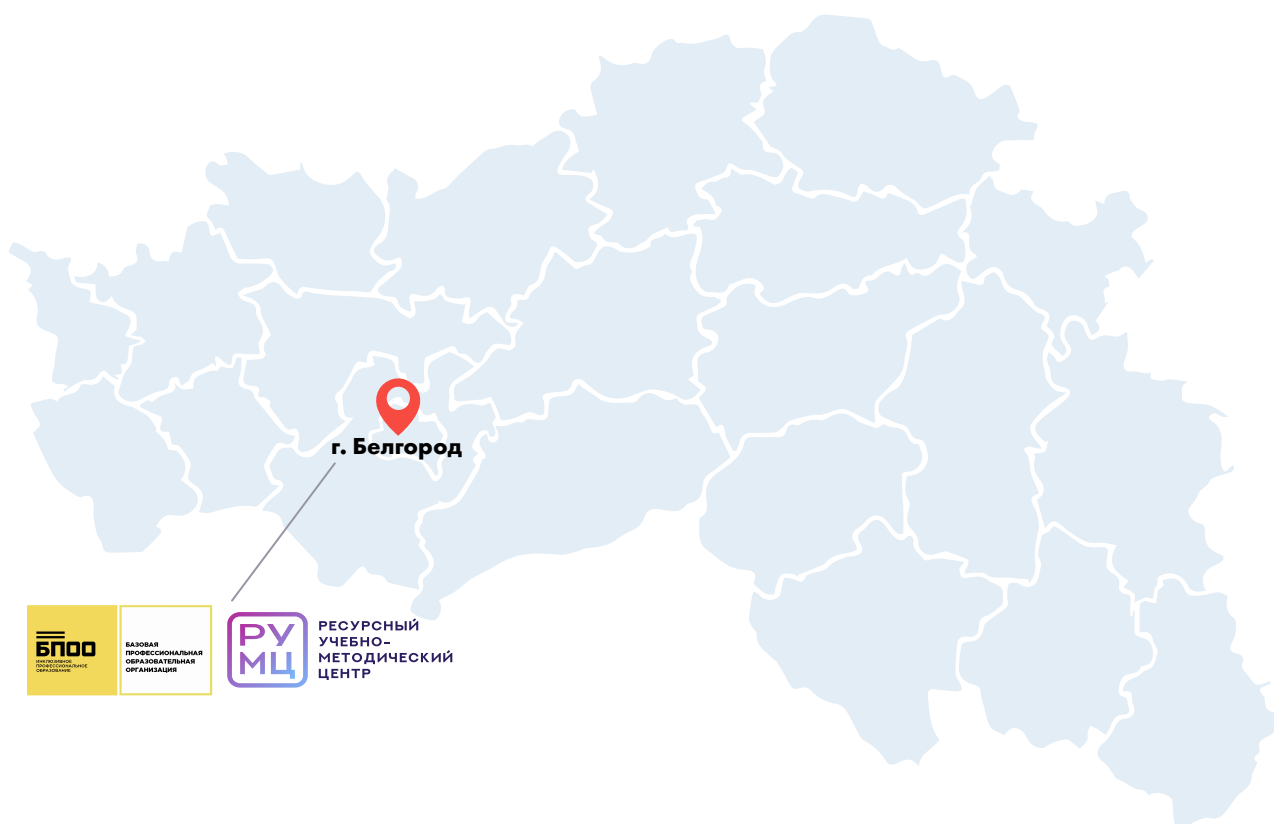 г. Белгород
БПОО
ИНКЛЮЗИВНОЕ
ПРОФЕССИОНАЛЬНОЕ
ОБРАЗОВАНИЕ
БАЗОВАЯ
ПРОФЕССИОНАЛЬНАЯ
ОБРАЗОВАТЕЛЬНАЯ
ОРГАНИЗАЦИЯ
РУ
МЦ
РЕСУРСНЫЙ
УЧЕБНО-
МЕТОДИЧЕСКИЙ
ЦЕНТР